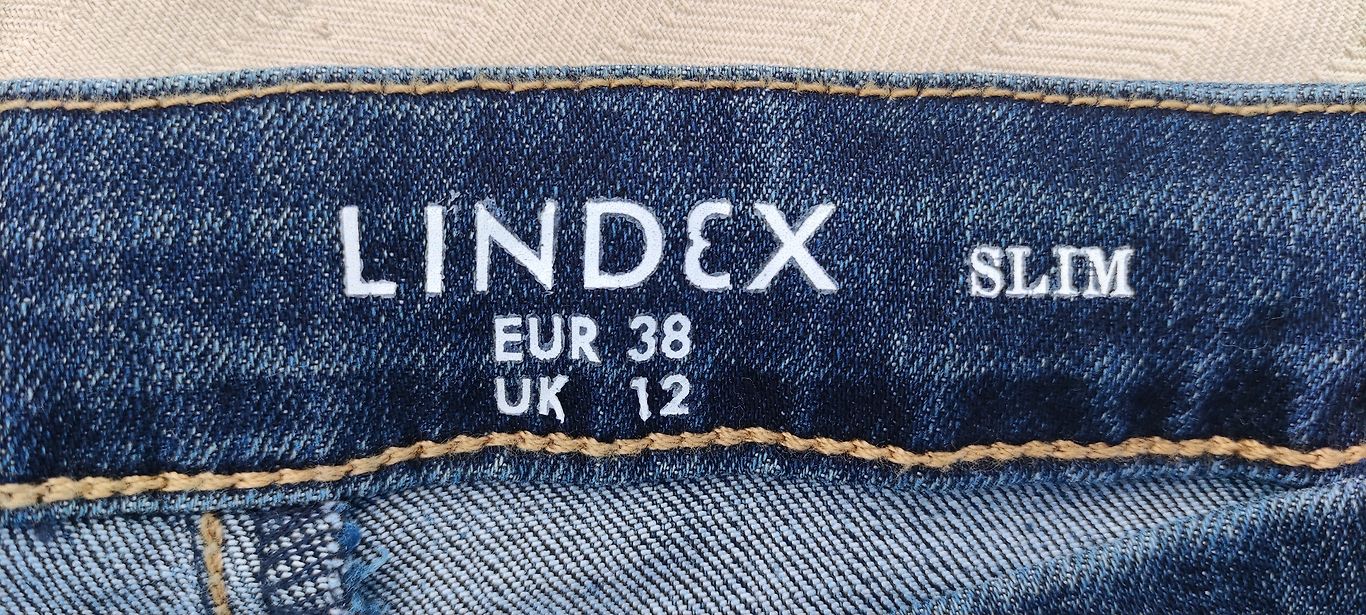 LINDEX SLIM
EUR 38
UK 12